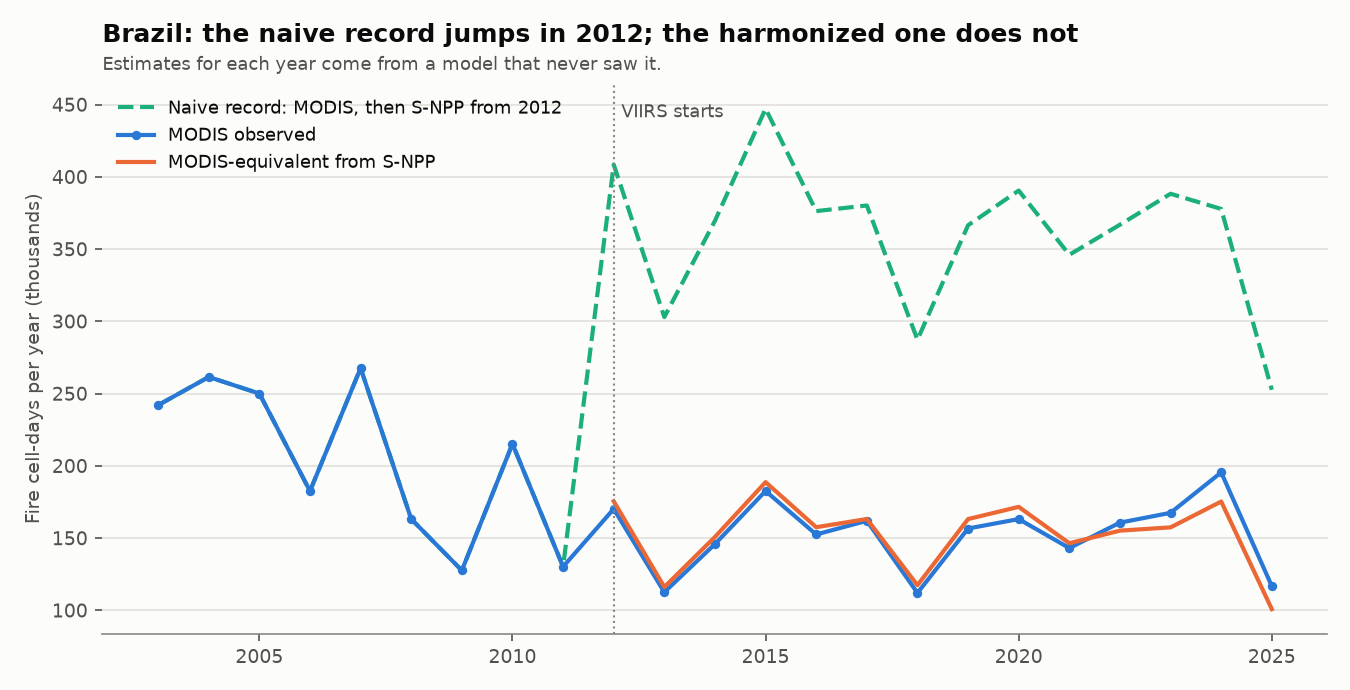 Brazil: the naive record jumps in 2012; the harmonized one does not
Estimates for each year come from a model that never saw it.
Naive record: MODIS, then S-NPP from 2012
MODIS observed
MODIS-equivalent from S-NPP
VIIRS starts
Fire cell-days per year (thousands)
450
400
350
300
250
200
150
100
2005
2010
2015
2020
2025